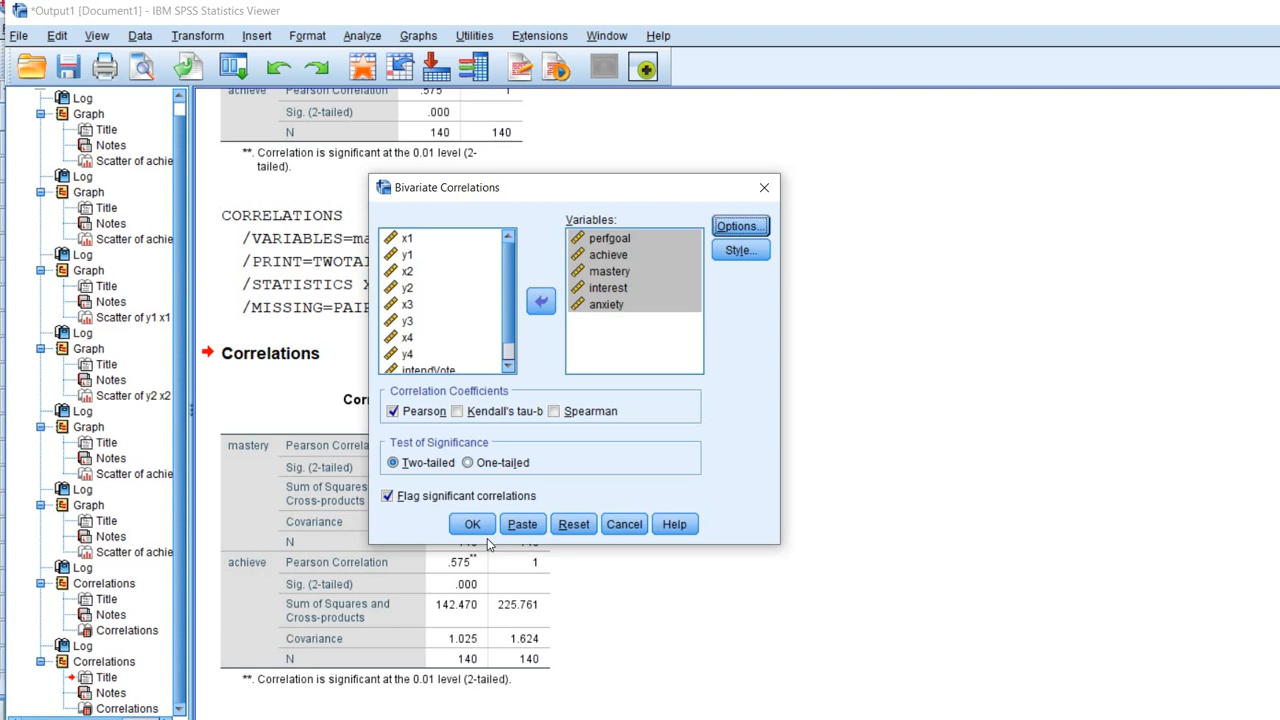 *Output1 [Document1] - IBM SPSS Statistics Viewer
File Edit View Data Transform Insert Format Analyze Graphs Utilities Extensions Window Help
Log
Graph
Title
Notes
Scatter of achie
Log
Graph
Title
Notes
Scatter of achie
Log
Graph
Title
Notes
Scatter of y1 x1
Log
Graph
Title
Notes
Scatter of y2 x2
Log
Graph
Title
Notes
Scatter of achie
Log
Graph
Title
Notes
Scatter of achie
Log
Correlations
Title
Notes
Correlations
Log
Correlations
Title
Notes
Correlations
achieve Pearson Correlation .575 1
Sig. (2-tailed) .000
N 140 140
**. Correlation is significant at the 0.01 level (2-
tailed).
CORRELATIONS
/VARIABLES=ma
/PRINT=TWOTAI
/STATISTICS X
/MISSING=PAIR
Correlations
Cor
mastery Pearson Correla
Sig. (2-tailed)
Sum of Squares
Cross-products
Covariance
N
achieve Pearson Correlation .575** 1
Sig. (2-tailed) .000
Sum of Squares and
Cross-products 142.470 225.761
Covariance 1.025 1.624
N 140 140
**. Correlation is significant at the 0.01 level (2-tailed).
Bivariate Correlations
Variables:
x1
y1
x2
y2
x3
y3
x4
y4
intendVote
perfgoal
achieve
mastery
interest
anxiety
Options...
Style...
Correlation Coefficients
Pearson Kendall's tau-b Spearman
Test of Significance
Two-tailed One-tailed
Flag significant correlations
OK Paste Reset Cancel Help